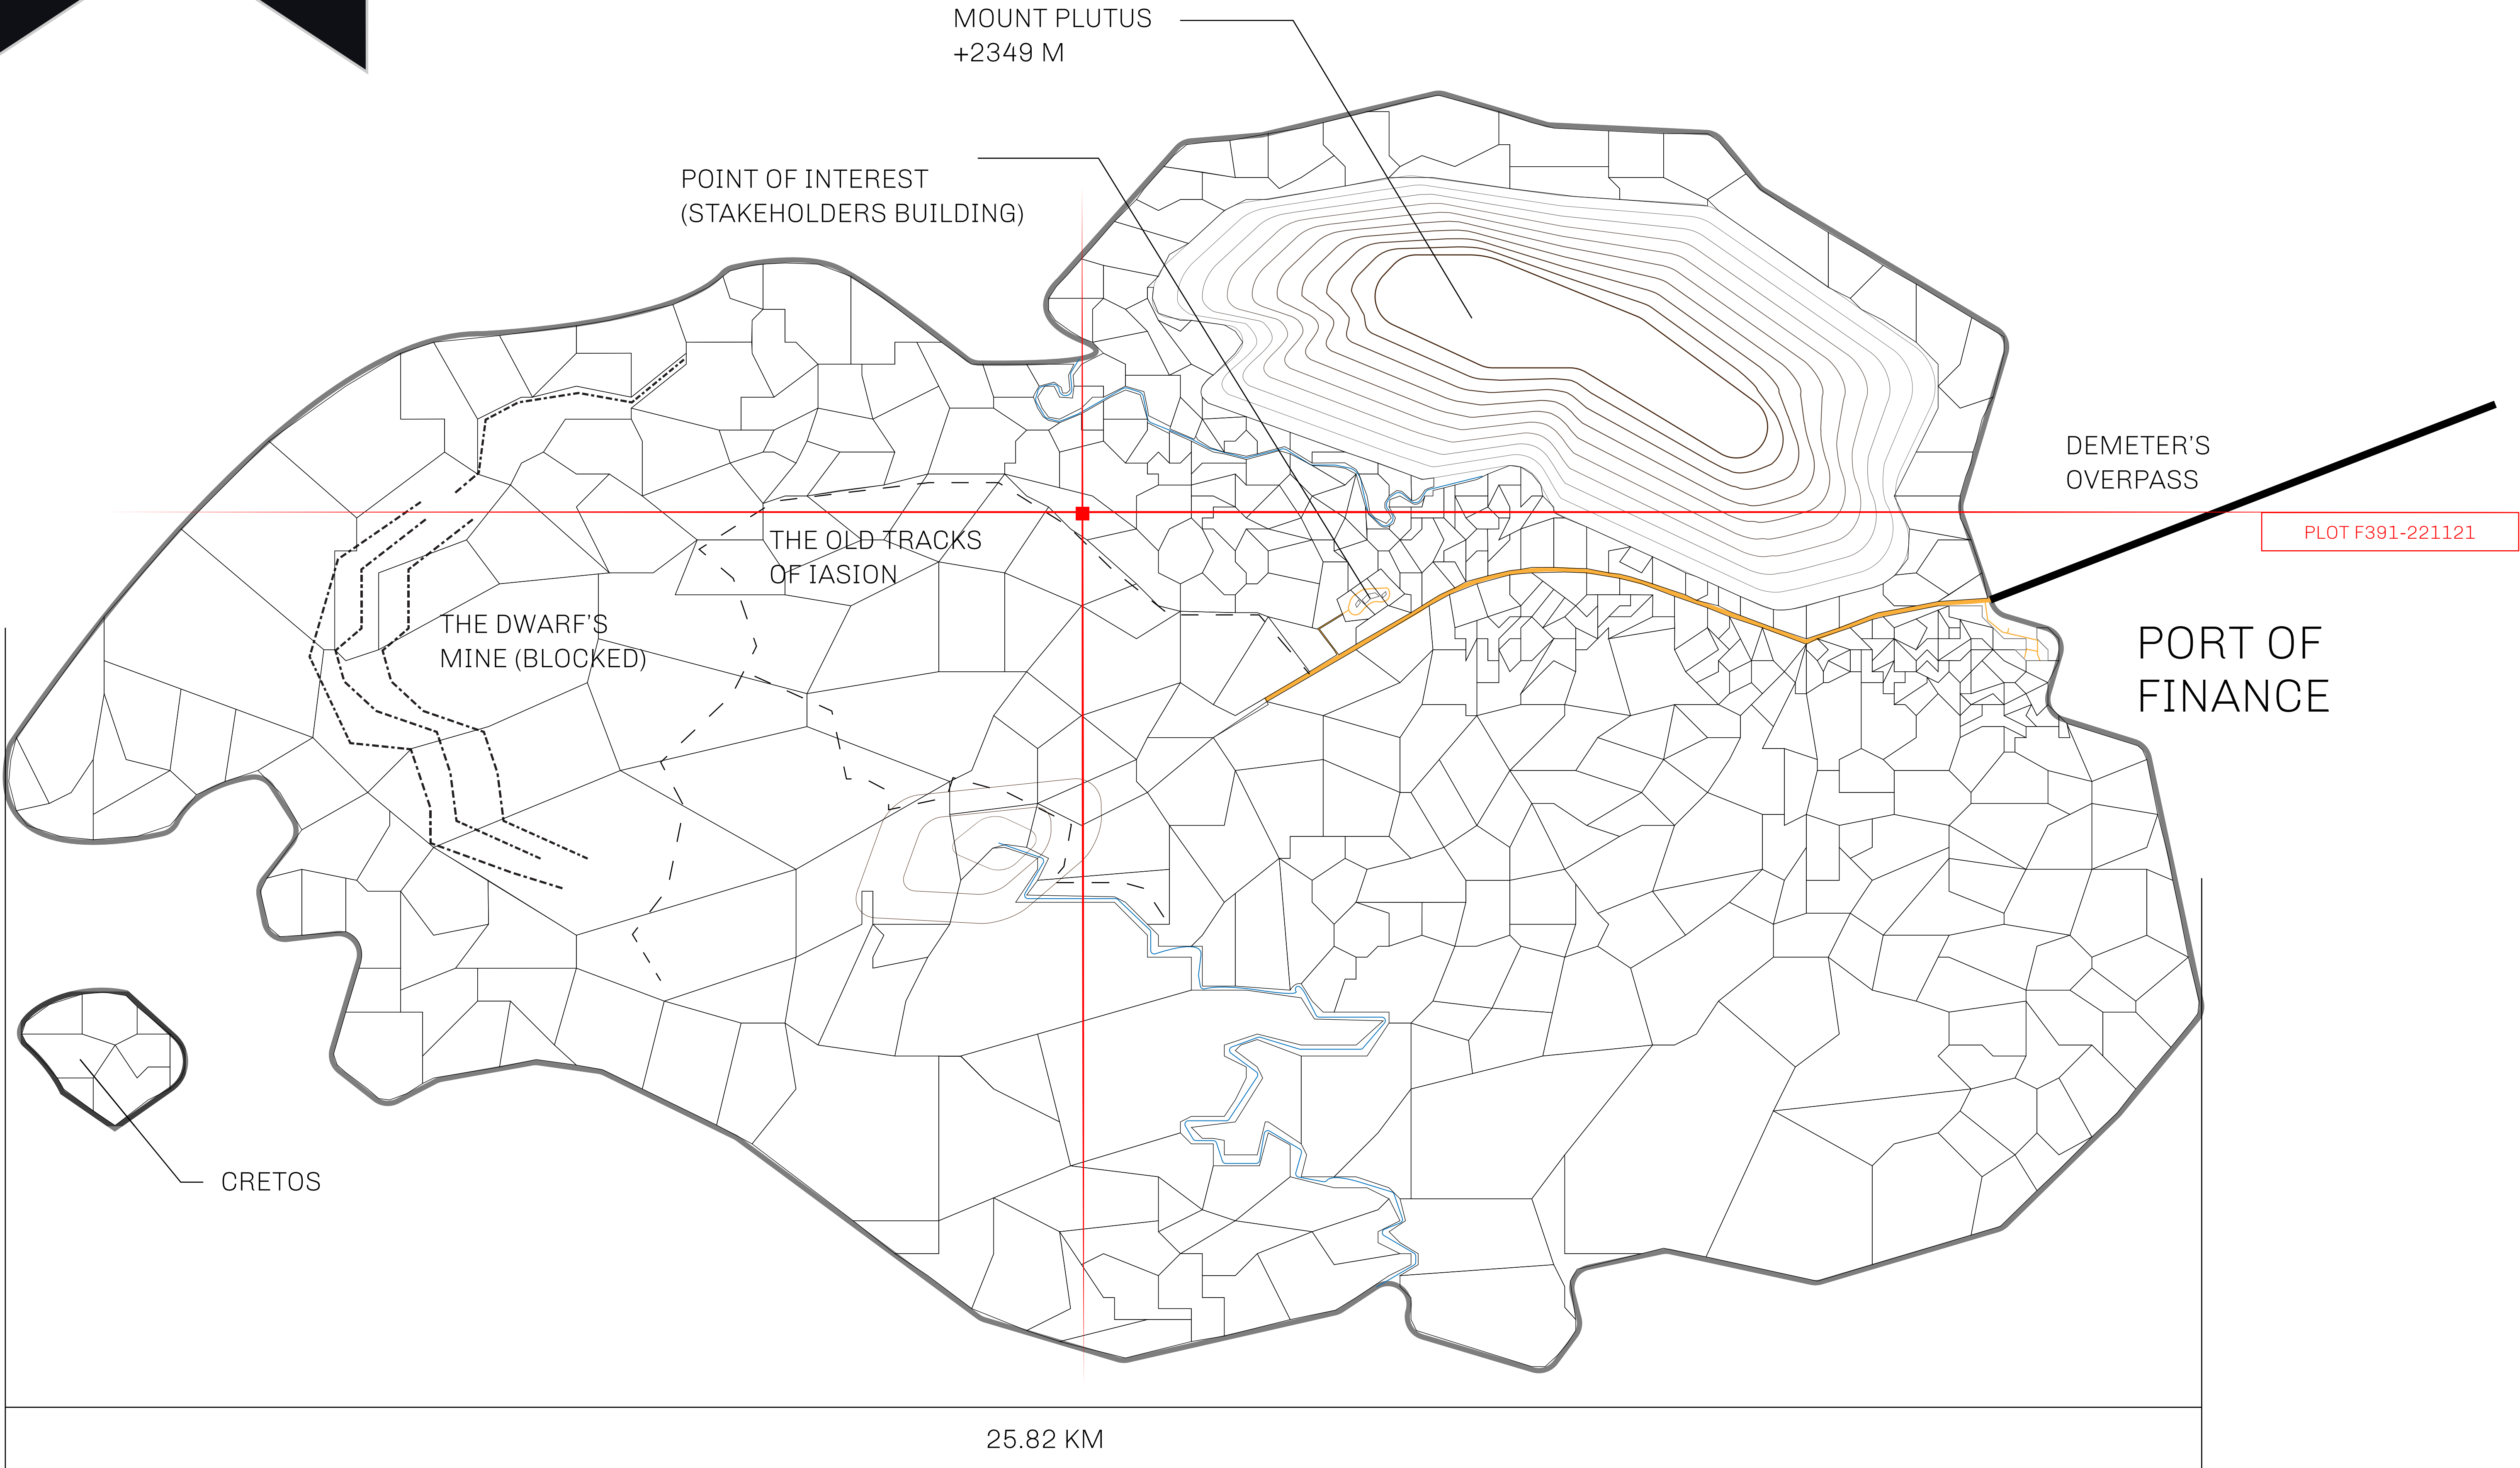 MOUNT PLUTUS
+2349 M
POINT OF INTEREST
(STAKEHOLDERS BUILDING)
DEMETER'S
OVERPASS
PLOT F391-221121
THE OLD TRACKS
OF IASION
THE DWARF'S
MINE (BLOCKED)
PORT OF
FINANCE
CRETOS
25.82 KM